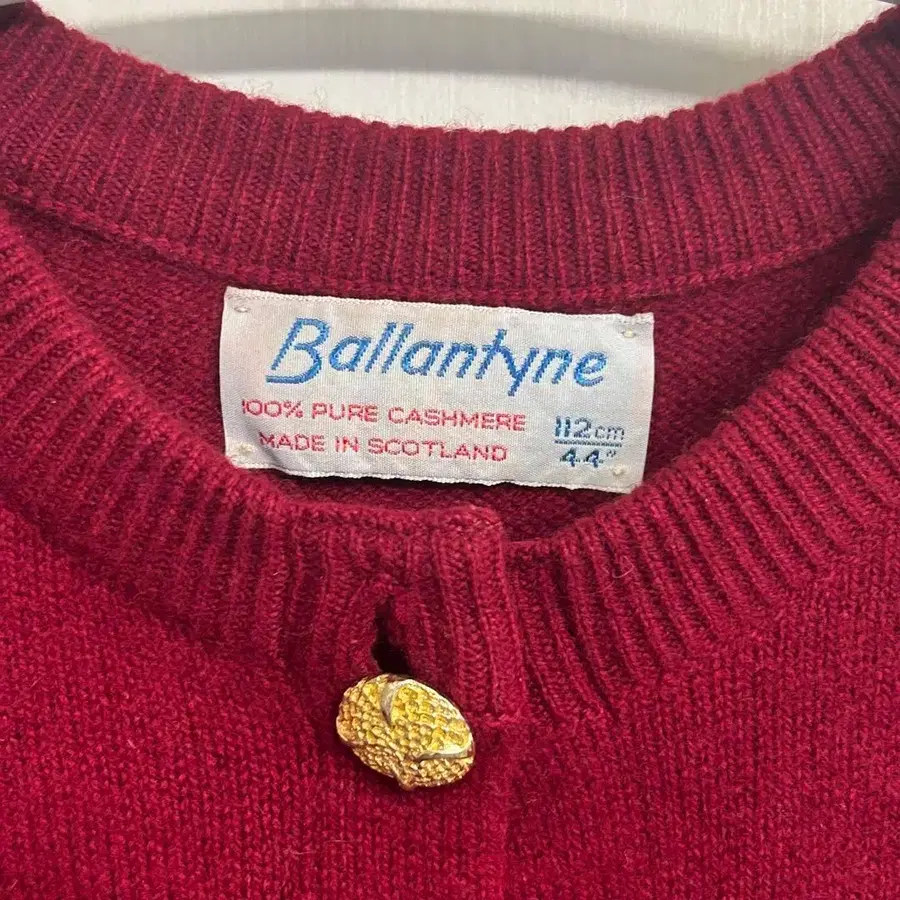 Ballantyne
100% PURE CASHMERE
MADE IN SCOTLAND
112cm
44"